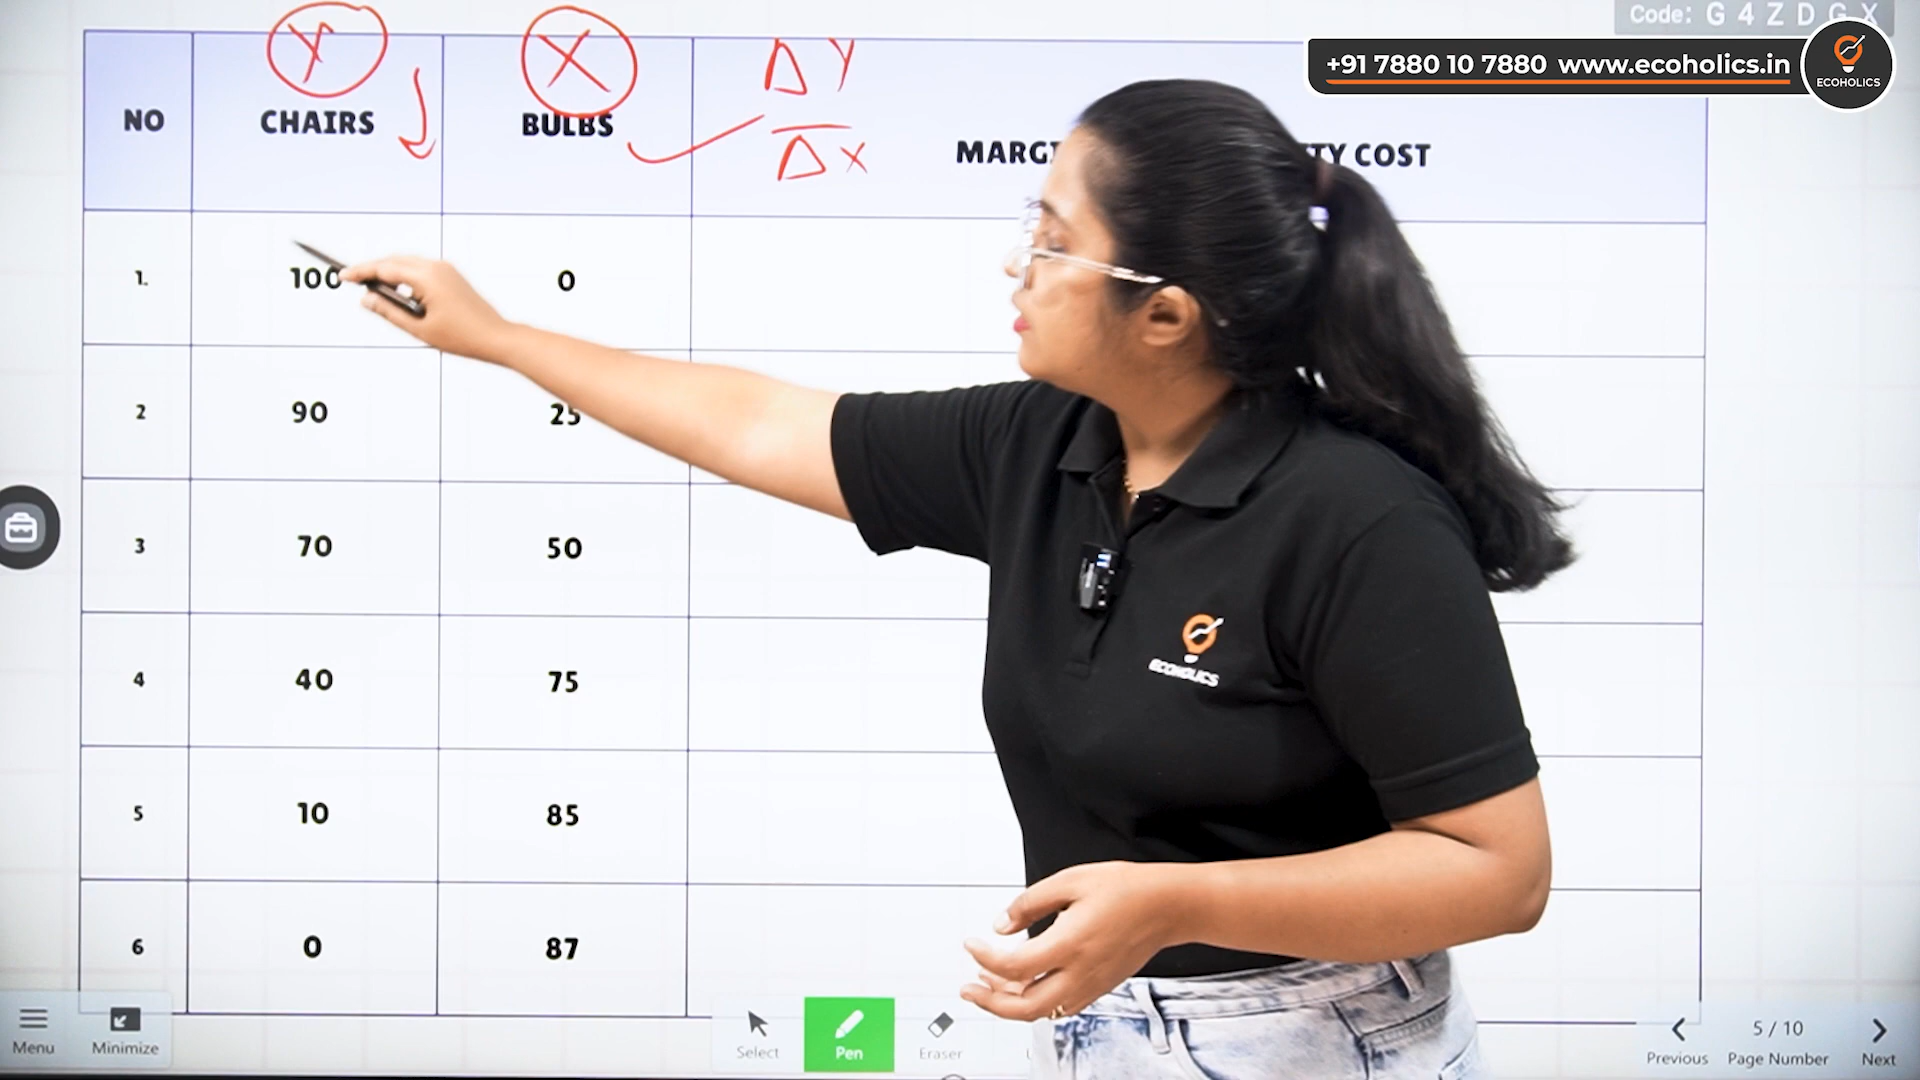 Code: G 4 Z D G X
+91 7880 10 7880 www.ecoholics.in
ECOHOLICS
Y X ΔY
ΔX
NO CHAIRS BULBS TY COST
1. 100 0
2 90 25
3 70 50
4 40 75
5 10 85
6 0 87
ECOHOLICS
Menu Minimize Select Pen Eraser
5 / 10
Previous Page Number Next